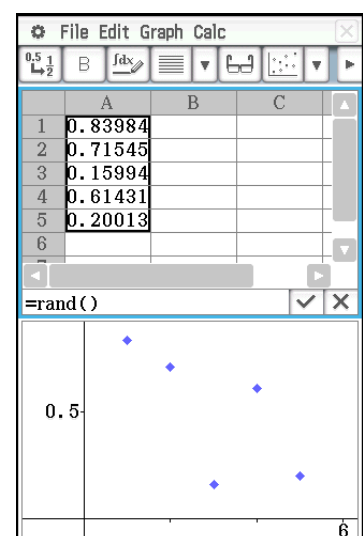 File Edit Graph Calc
0.5 1 2 B ∫dx
A B C
1 0.83984
2 0.71545
3 0.15994
4 0.61431
5 0.20013
6
=rand()
0.5
6